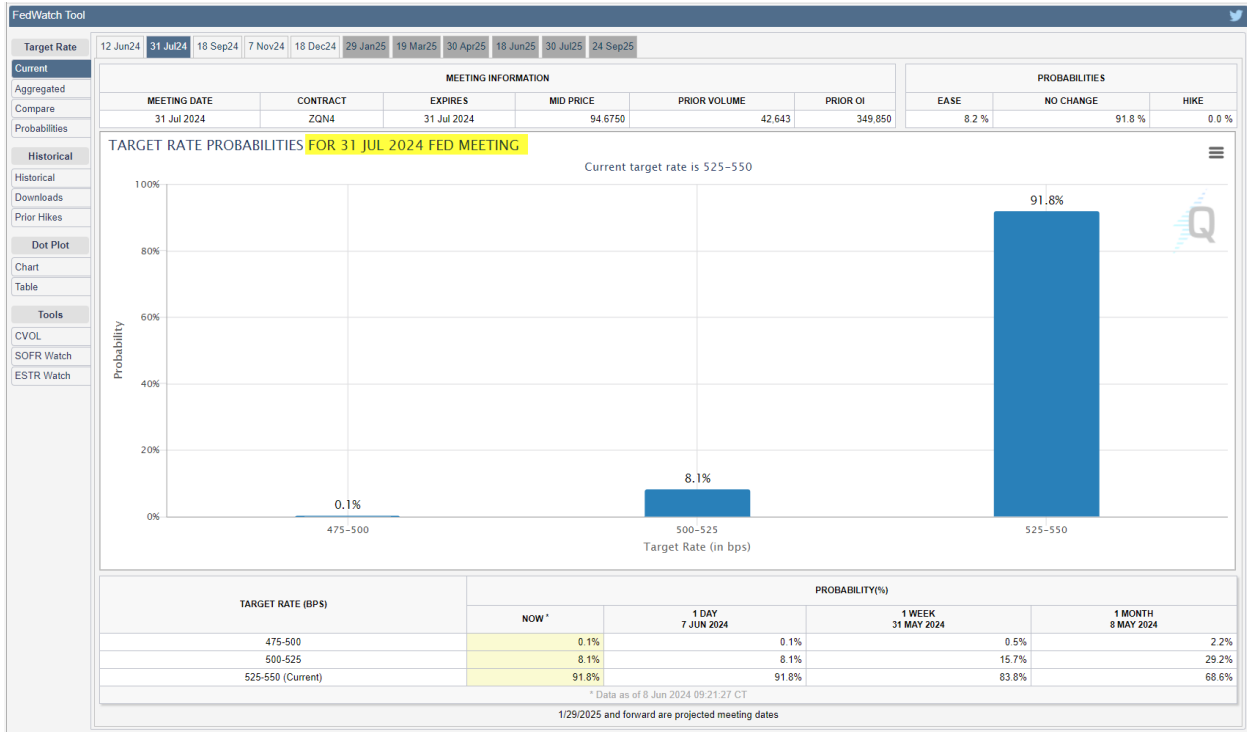 FedWatch Tool
Target Rate
Current
Aggregated
Compare
Probabilities
Historical
Historical
Downloads
Prior Hikes
Dot Plot
Chart
Table
Tools
CVOL
SOFR Watch
ESTR Watch
12 Jun24 31 Jul24 18 Sep24 7 Nov24 18 Dec24 29 Jan25 19 Mar25 30 Apr25 18 Jun25 30 Jul25 24 Sep25
MEETING INFORMATION
MEETING DATE CONTRACT EXPIRES MID PRICE PRIOR VOLUME PRIOR OI
31 Jul 2024 ZQN4 31 Jul 2024 94.6750 42,643 349,850
PROBABILITIES
EASE NO CHANGE HIKE
8.2 % 91.8 % 0.0 %
TARGET RATE PROBABILITIES FOR 31 JUL 2024 FED MEETING
Current target rate is 525-550
Q
Probability
100%
80%
60%
40%
20%
0%
0.1%
8.1%
91.8%
475-500 500-525 525-550
Target Rate (in bps)
TARGET RATE (BPS) PROBABILITY(%)
NOW * 1 DAY 1 WEEK 1 MONTH
7 JUN 2024 31 MAY 2024 8 MAY 2024
475-500 0.1% 0.1% 0.5% 2.2%
500-525 8.1% 8.1% 15.7% 29.2%
525-550 (Current) 91.8% 91.8% 83.8% 68.6%
* Data as of 8 Jun 2024 09:21:27 CT
1/29/2025 and forward are projected meeting dates